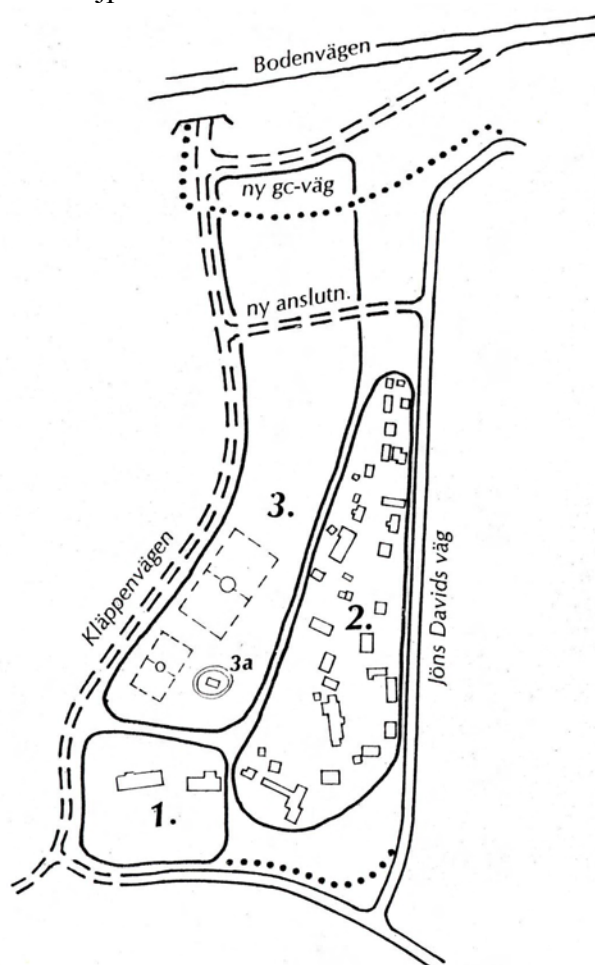 Bodenvägen
ny gc-väg
ny anslutn.
3.
Kläppenvägen
Jöns Davids väg
2.
3a
1.